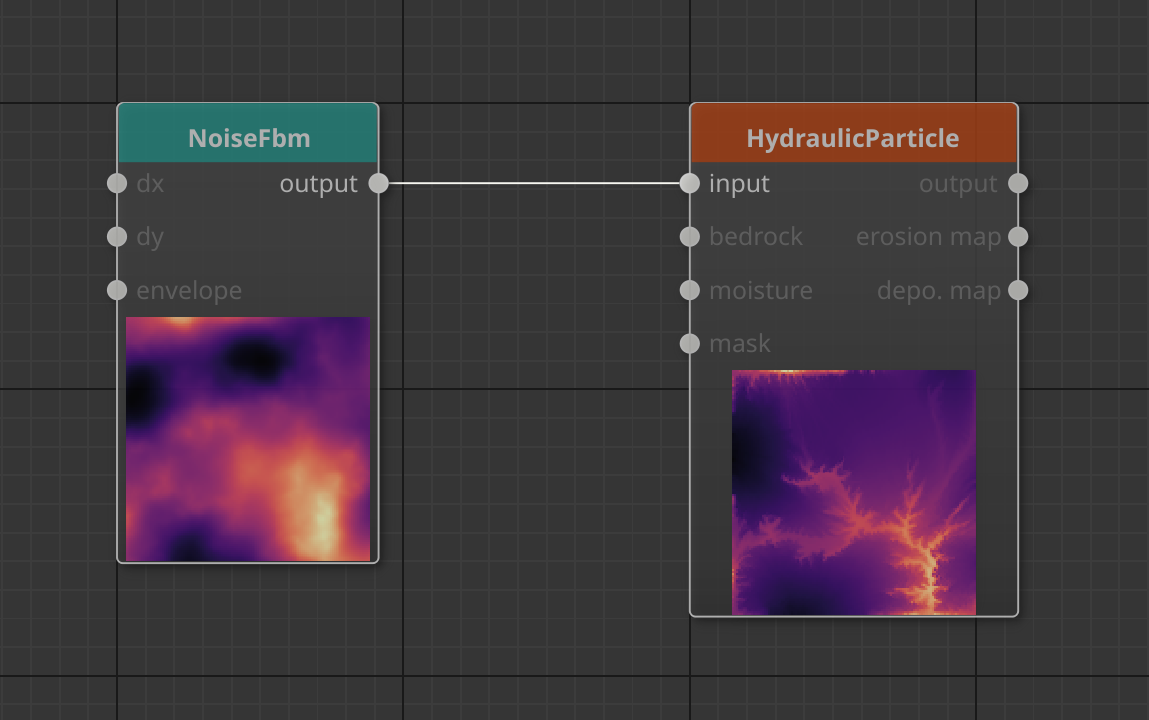 NoiseFbm
dx
output
dy
envelope
HydraulicParticle
input
output
bedrock
erosion map
moisture
depo. map
mask